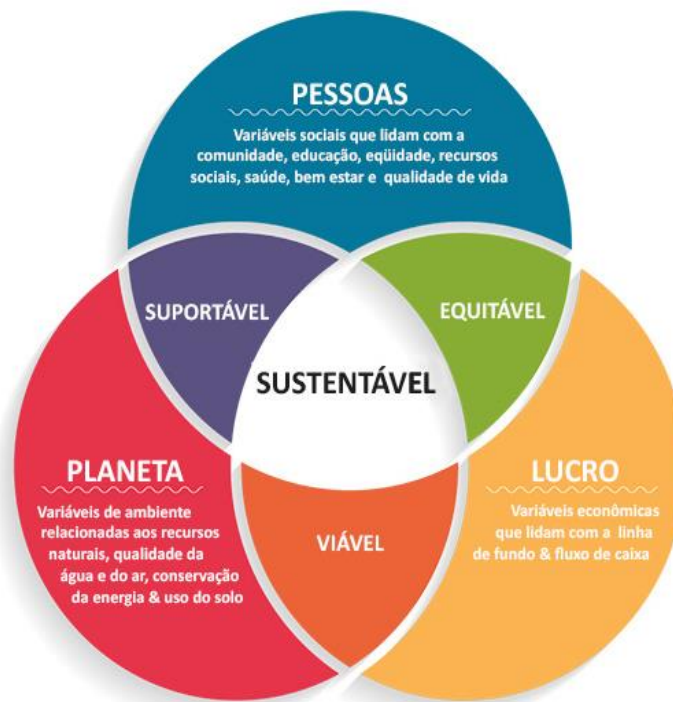 PESSOAS
Variáveis sociais que lidam com a
comunidade, educação, eqüidade, recursos
sociais, saúde, bem estar e qualidade de vida
SUPORTÁVEL
EQUITÁVEL
SUSTENTÁVEL
PLANETA
Variáveis de ambiente
relacionadas aos recursos
naturais, qualidade da
água e do ar, conservação
da energia & uso do solo
LUCRO
Variáveis econômicas
que lidam com a linha
de fundo & fluxo de caixa
VIÁVEL